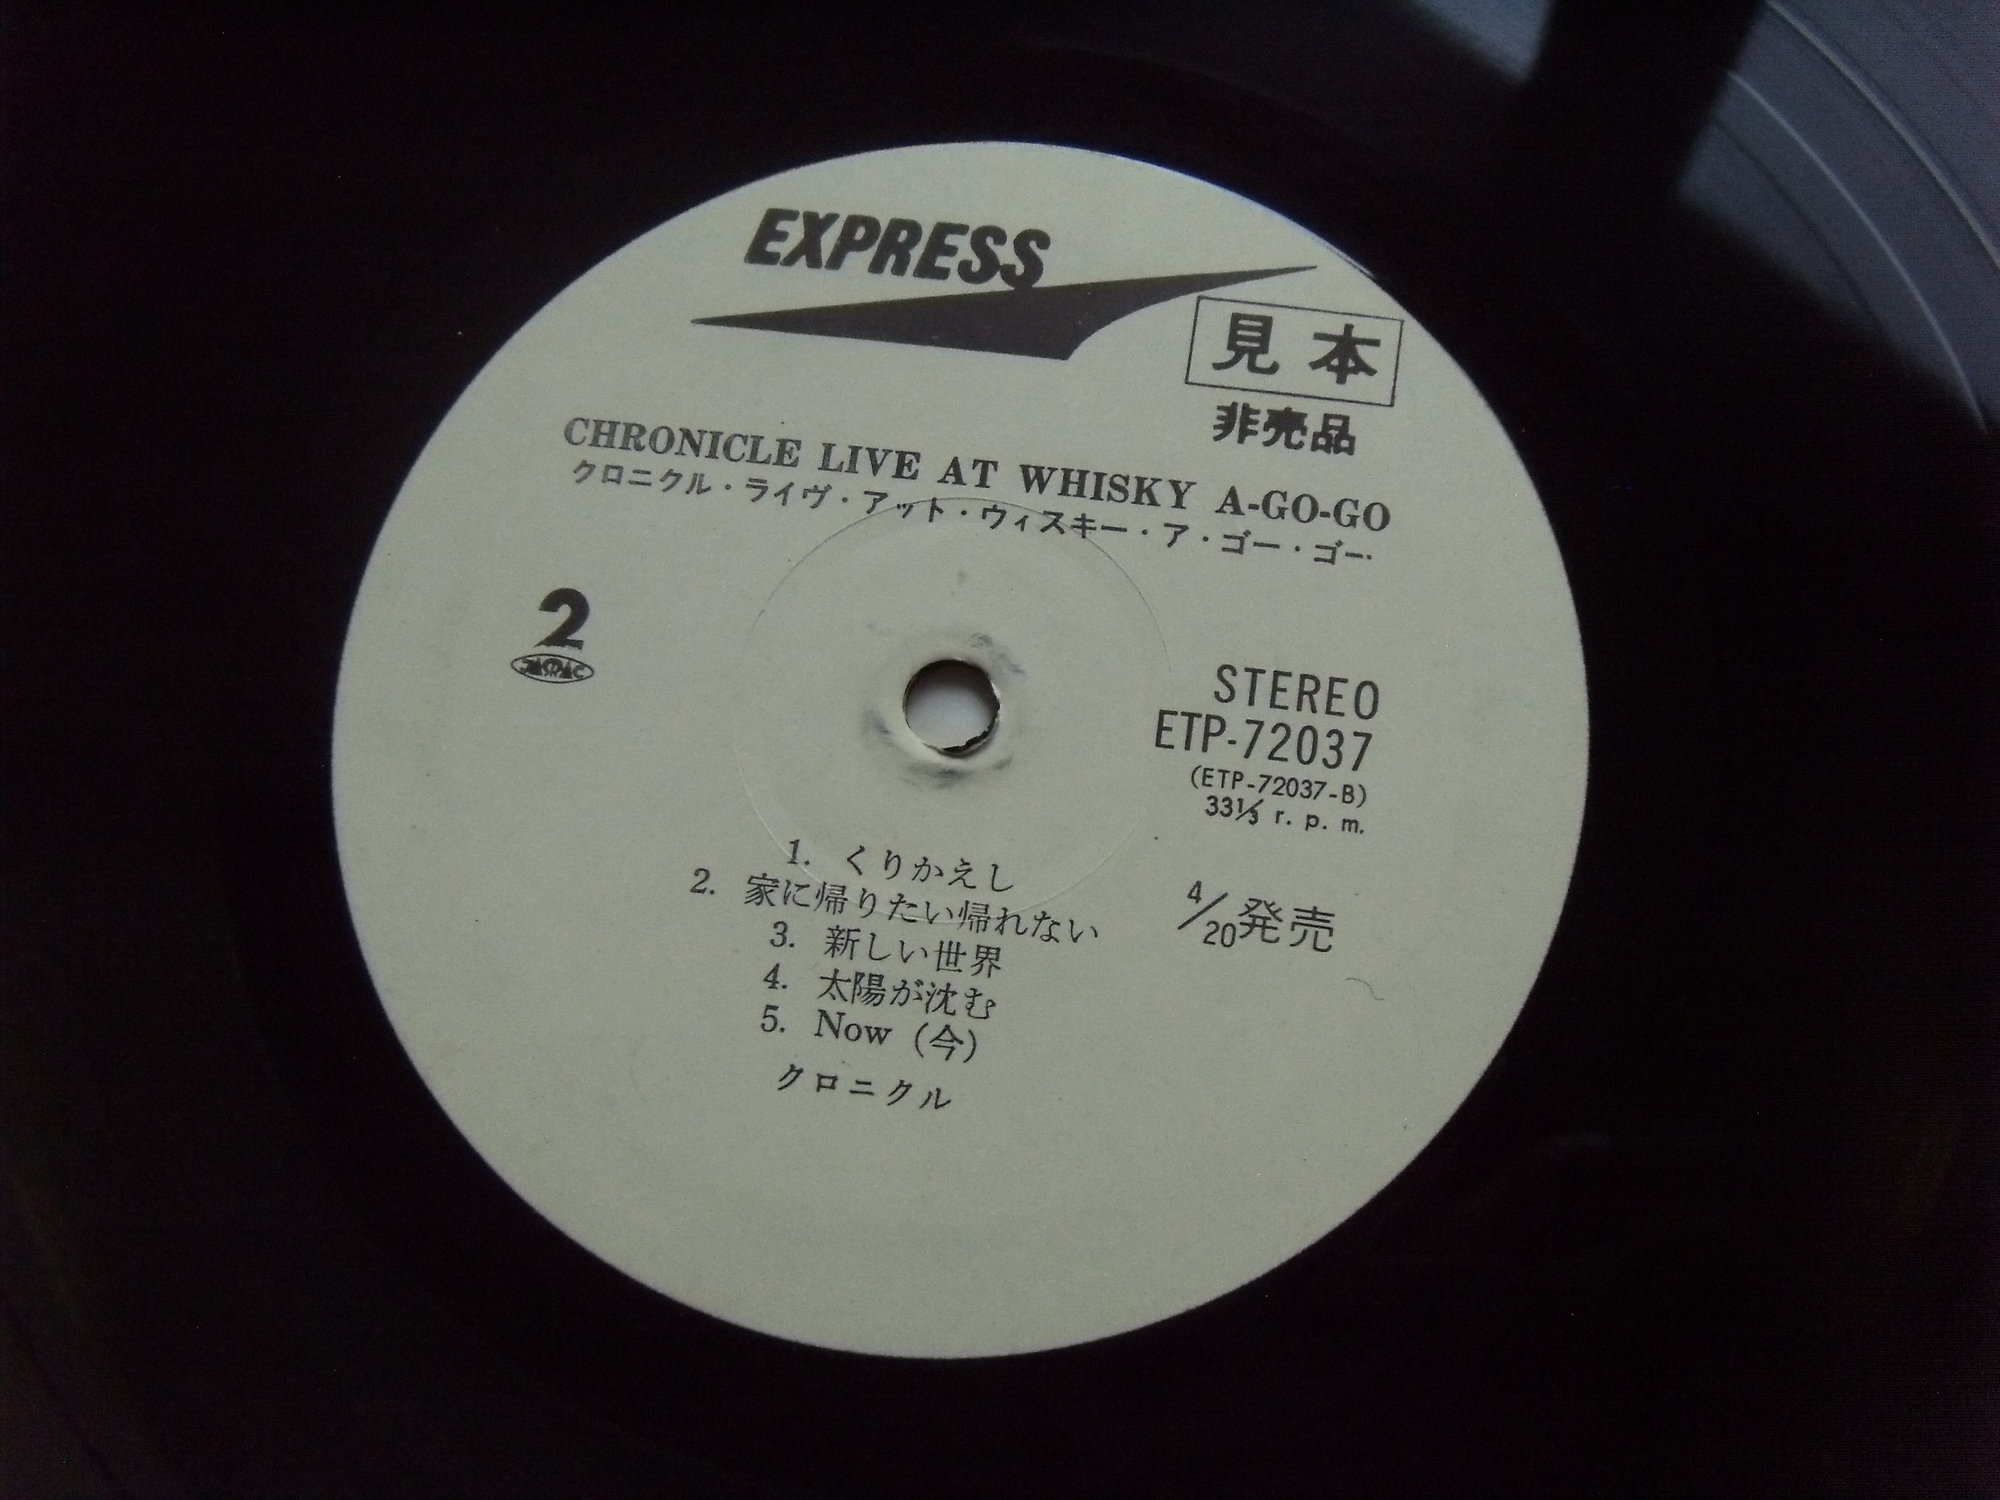 EXPRESS
見本
非売品
CHRONICLE LIVE AT WHISKY A-GO-GO
クロニクル・ライヴ・アット・ウィスキー・ア・ゴー・ゴー
2
JASRAC
STEREO
ETP-72037
(ETP-72037-B)
33⅓ r. p. m.
1. くりかえし
2. 家に帰りたい帰れない
3. 新しい世界
4. 太陽が沈む
5. Now (今)
クロニクル
4/20発売